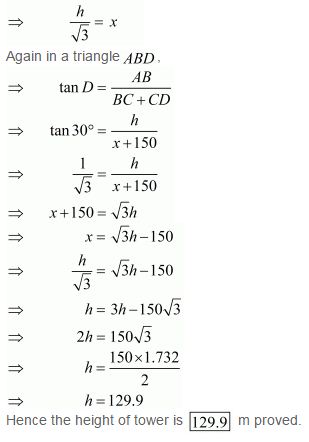 ⇒ h/√3 = x
Again in a triangle ABD,
⇒ tan D = AB/(BC + CD)
⇒ tan 30° = h/(x+150)
⇒ 1/√3 = h/(x+150)
⇒ x+150 = √3h
⇒ x = √3h−150
⇒ h/√3 = √3h−150
⇒ h = 3h−150√3
⇒ 2h = 150√3
⇒ h = (150×1.732)/2
⇒ h = 129.9
Hence the height of tower is 129.9 m proved.